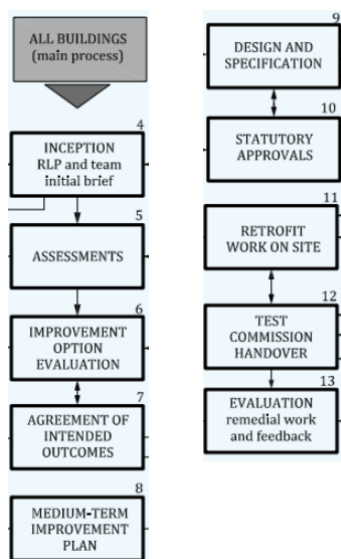 ALL BUILDINGS
(main process)
4
INCEPTION
RLP and team
initial brief
5
ASSESSMENTS
6
IMPROVEMENT
OPTION
EVALUATION
7
AGREEMENT OF
INTENDED
OUTCOMES
8
MEDIUM-TERM
IMPROVEMENT
PLAN
9
DESIGN AND
SPECIFICATION
10
STATUTORY
APPROVALS
11
RETROFIT
WORK ON SITE
12
TEST
COMMISSION
HANDOVER
13
EVALUATION
remedial work
and feedback